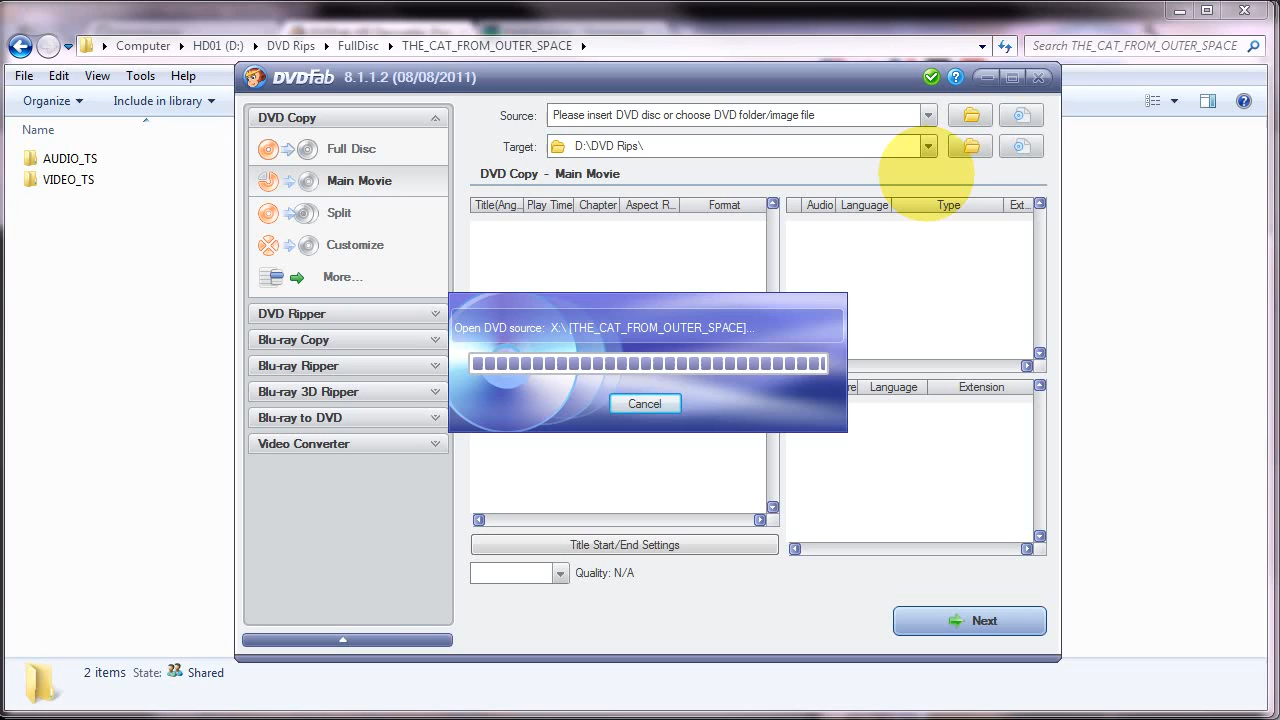 Computer ▸ HD01 (D:) ▸ DVD Rips ▸ FullDisc ▸ THE_CAT_FROM_OUTER_SPACE ▸
Search THE_CAT_FROM_OUTER_SPACE
File Edit View Tools Help
Organize Include in library
Name
AUDIO_TS
VIDEO_TS
2 items State: Shared
DVDFab 8.1.1.2 (08/08/2011)
DVD Copy
Full Disc
Main Movie
Split
Customize
More...
DVD Ripper
Blu-ray Copy
Blu-ray Ripper
Blu-ray 3D Ripper
Blu-ray to DVD
Video Converter
Source: Please insert DVD disc or choose DVD folder/image file
Target: D:\DVD Rips\
DVD Copy - Main Movie
Title(Ang... Play Time Chapter Aspect R... Format
Audio Language Type Ext...
Open DVD source: X:\ [THE_CAT_FROM_OUTER_SPACE]...
Cancel
Language Extension
Title Start/End Settings
Quality: N/A
Next